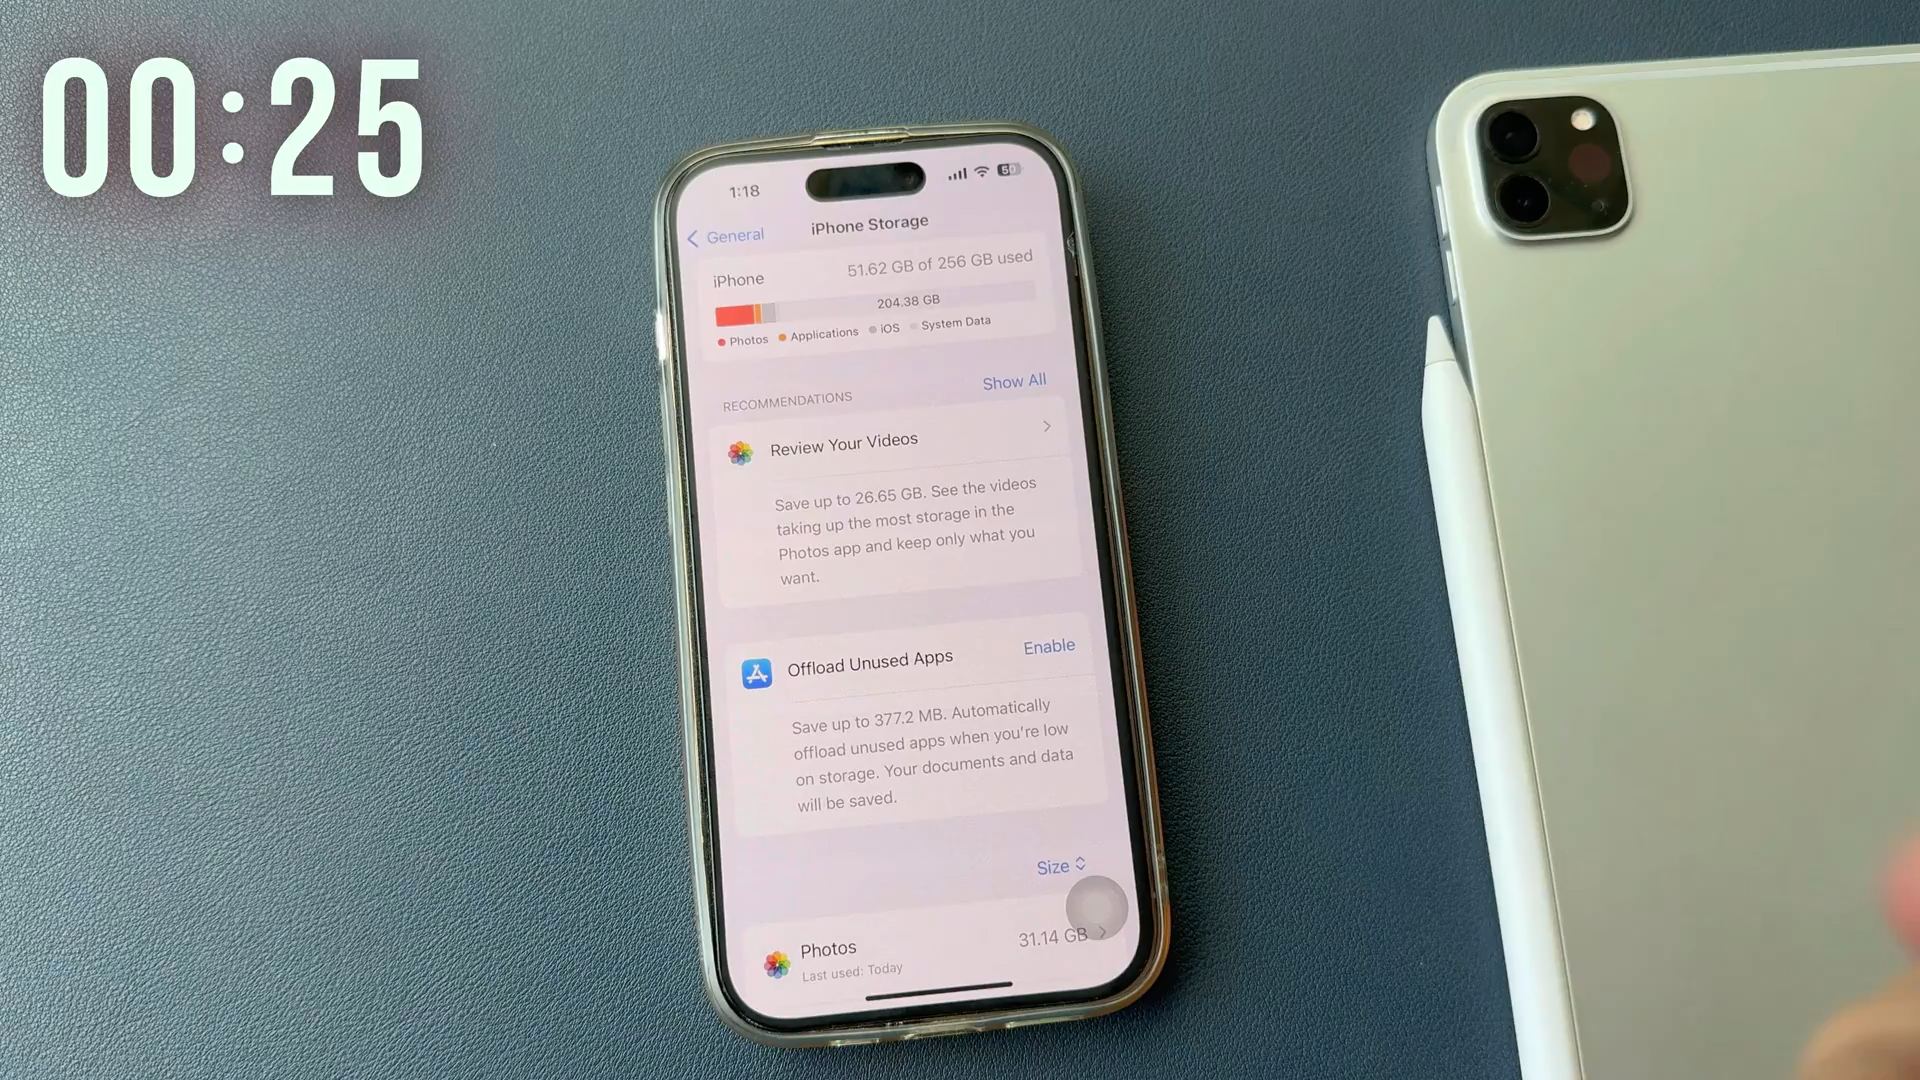 00:25
1:18
50
General
iPhone Storage
iPhone
51.62 GB of 256 GB used
204.38 GB
Photos
Applications
iOS
System Data
RECOMMENDATIONS
Show All
Review Your Videos
Save up to 26.65 GB. See the videos
taking up the most storage in the
Photos app and keep only what you
want.
Offload Unused Apps
Enable
Save up to 377.2 MB. Automatically
offload unused apps when you're low
on storage. Your documents and data
will be saved.
Size
Photos
31.14 GB
Last used: Today